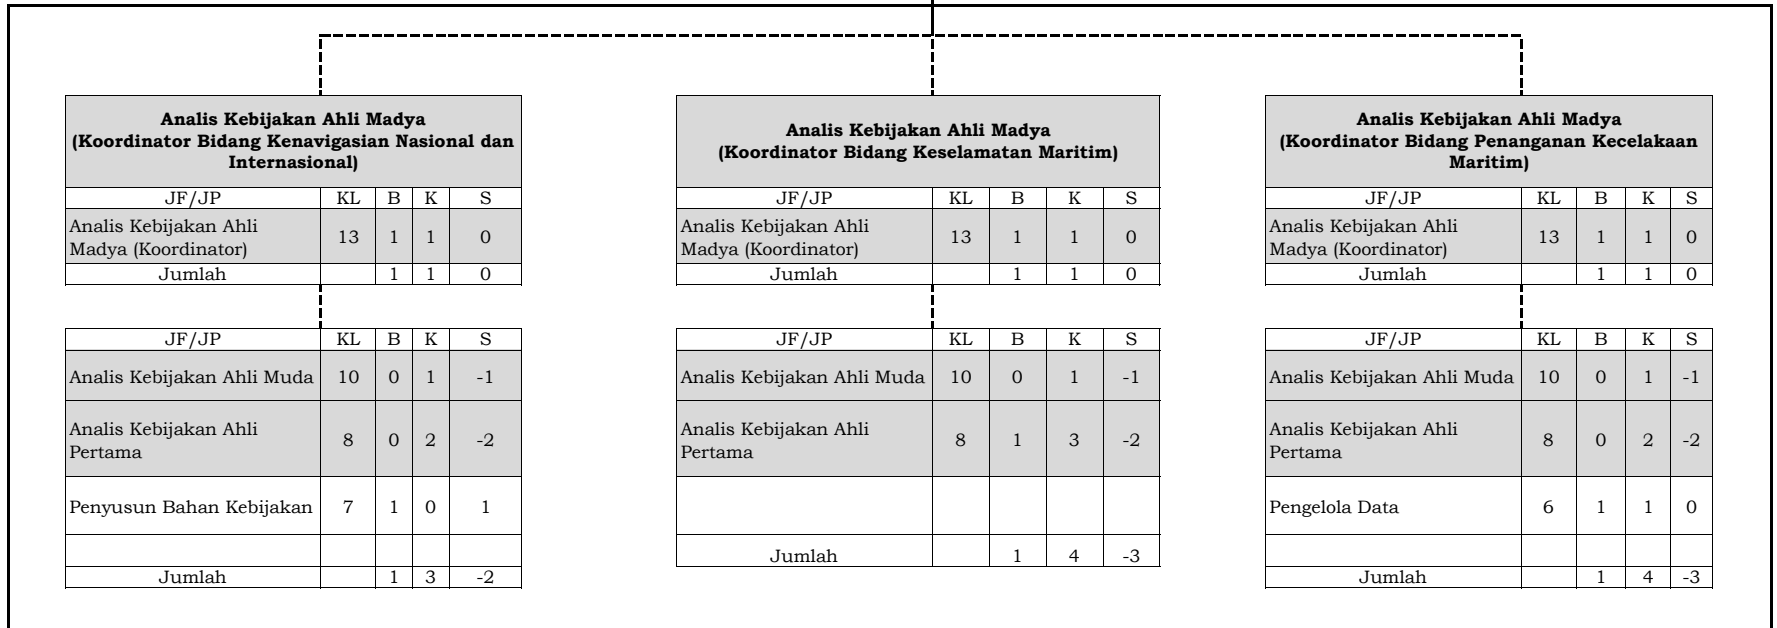 Analis Kebijakan Ahli Madya
(Koordinator Bidang Kenavigasian Nasional dan
Internasional)
JF/JP KL B K S
Analis Kebijakan Ahli
Madya (Koordinator) 13 1 1 0
Jumlah 1 1 0
JF/JP KL B K S
Analis Kebijakan Ahli Muda 10 0 1 -1
Analis Kebijakan Ahli
Pertama 8 0 2 -2
Penyusun Bahan Kebijakan 7 1 0 1
Jumlah 1 3 -2
Analis Kebijakan Ahli Madya
(Koordinator Bidang Keselamatan Maritim)
JF/JP KL B K S
Analis Kebijakan Ahli
Madya (Koordinator) 13 1 1 0
Jumlah 1 1 0
JF/JP KL B K S
Analis Kebijakan Ahli Muda 10 0 1 -1
Analis Kebijakan Ahli
Pertama 8 1 3 -2
Jumlah 1 4 -3
Analis Kebijakan Ahli Madya
(Koordinator Bidang Penanganan Kecelakaan
Maritim)
JF/JP KL B K S
Analis Kebijakan Ahli
Madya (Koordinator) 13 1 1 0
Jumlah 1 1 0
JF/JP KL B K S
Analis Kebijakan Ahli Muda 10 0 1 -1
Analis Kebijakan Ahli
Pertama 8 0 2 -2
Pengelola Data 6 1 1 0
Jumlah 1 4 -3